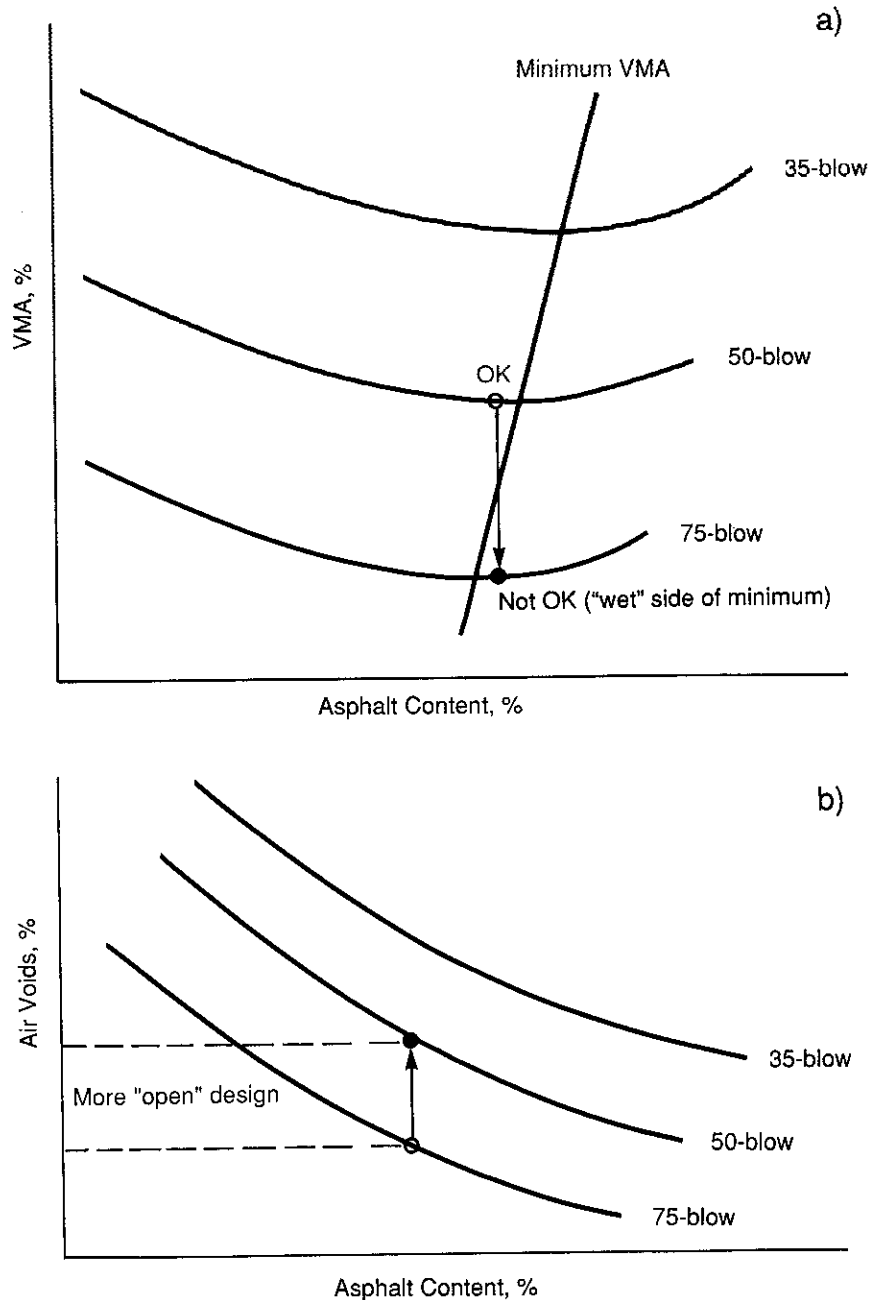 a)
Minimum VMA
35-blow
VMA, %
50-blow
OK
75-blow
Not OK ("wet" side of minimum)
Asphalt Content, %
b)
Air Voids, %
More "open" design
35-blow
50-blow
75-blow
Asphalt Content, %